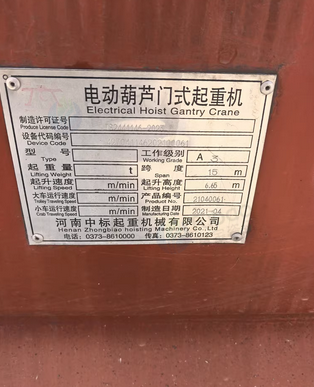 电动葫芦门式起重机
Electrical Hoist Gantry Crane
制造许可证号
Produce License Code
设备代码编号
Device Code
型号 工作级别 A 3
Type Working Grade
起重量 t 跨度 15 m
Lifting Weight Span
起升速度 m/min 起升高度 6.65 m
Lifting Speed Lifting Height
大车运行速度 m/min 产品编号 21040061
Trolley Traveling Speed Product No.
小车运行速度 m/min 制造日期 2021-04
Crab Traveling Speed Manufacturing Date
河南中标起重机械有限公司
Henan Zhongbiao hoisting Machinery Co.,Ltd
电话：0373-8610000 传真：0373-8610123